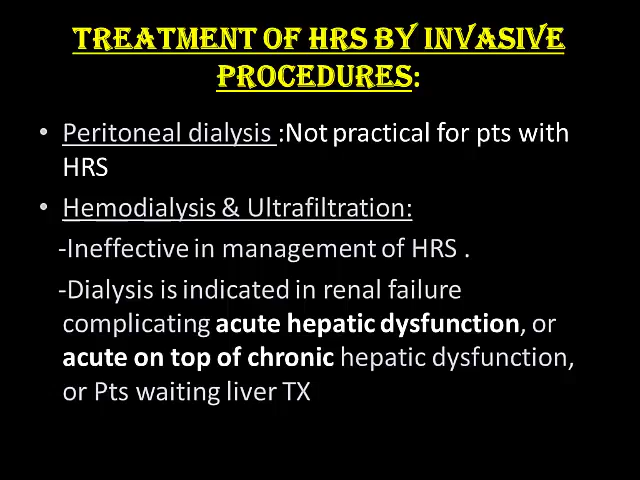 TREATMENT OF HRS BY INVASIVE
PROCEDURES:
• Peritoneal dialysis :Not practical for pts with
HRS
• Hemodialysis & Ultrafiltration:
-Ineffective in management of HRS .
-Dialysis is indicated in renal failure
complicating acute hepatic dysfunction, or
acute on top of chronic hepatic dysfunction,
or Pts waiting liver TX